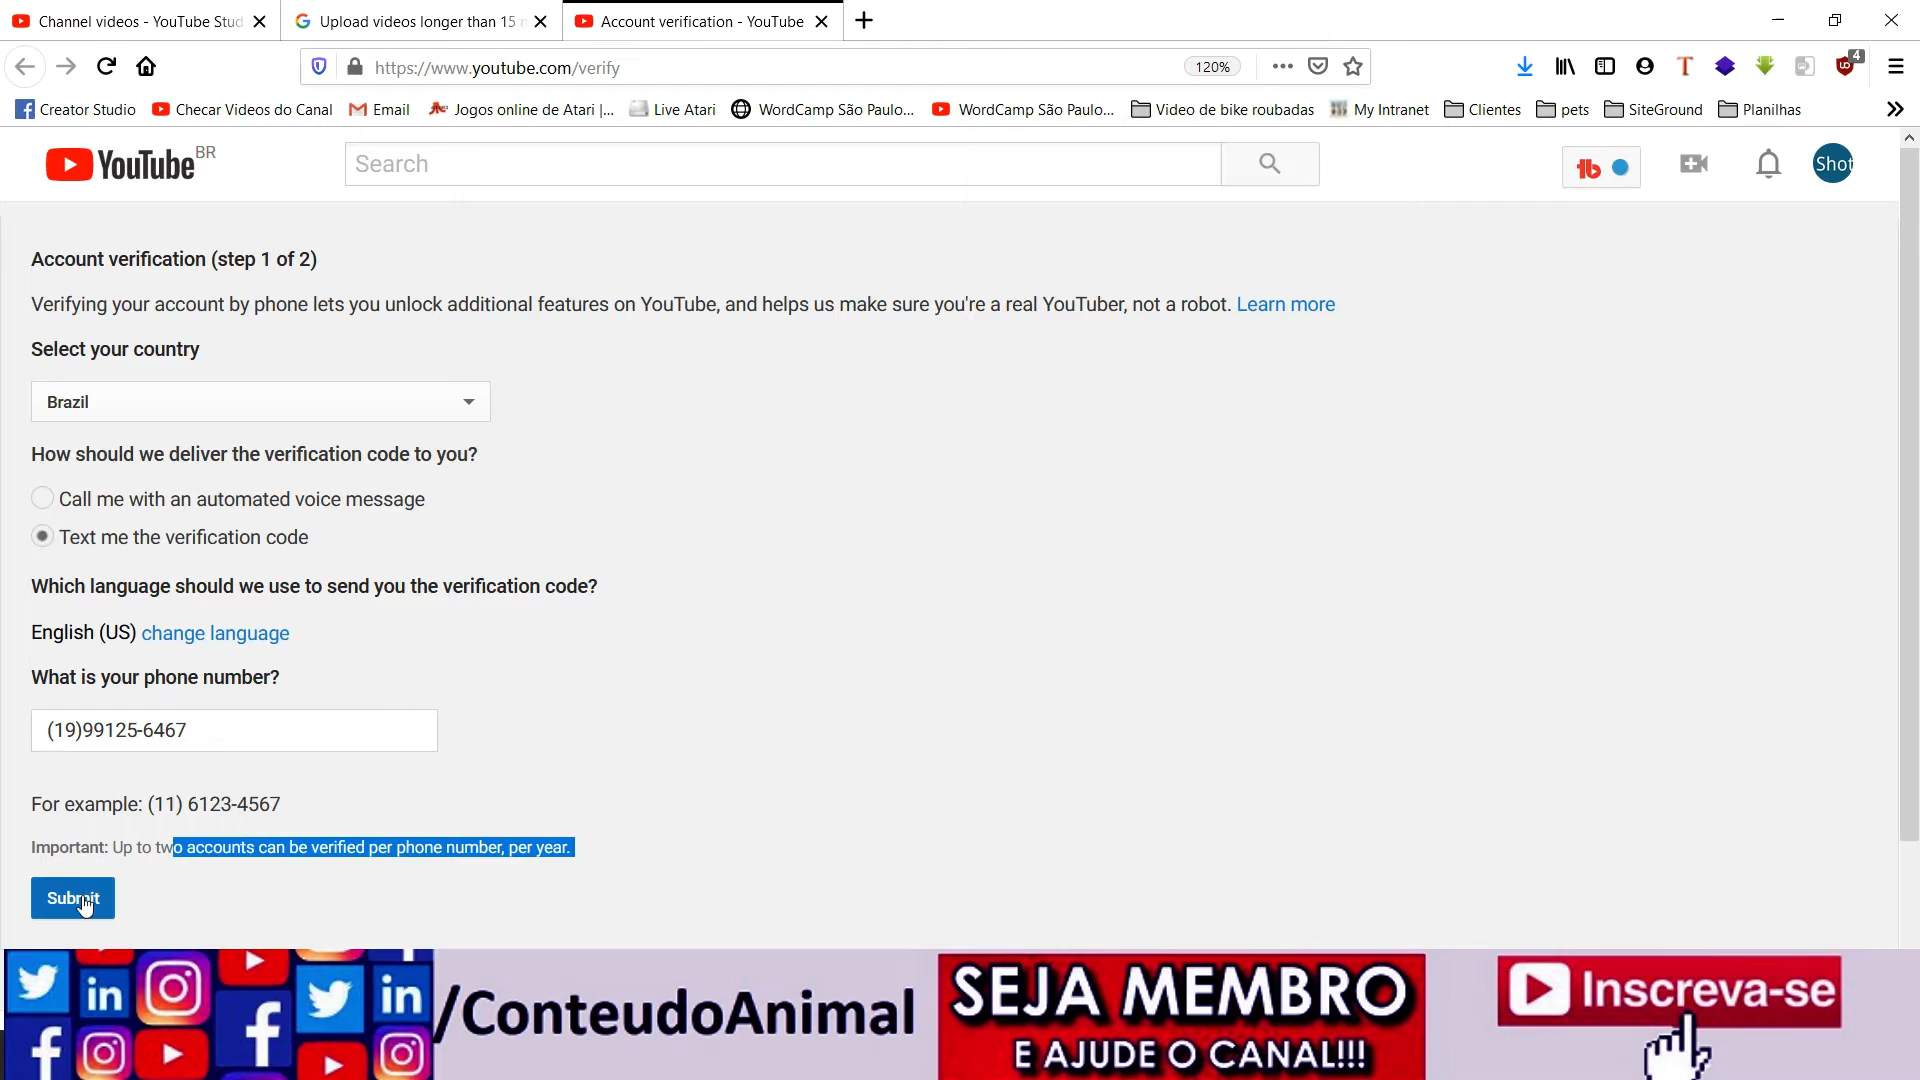 Channel videos - YouTube Stud
Upload videos longer than 15 m
Account verification - YouTube
https://www.youtube.com/verify
120%
4
Creator Studio
Checar Videos do Canal
Email
Jogos online de Atari |...
Live Atari
WordCamp São Paulo...
WordCamp São Paulo...
Video de bike roubadas
My Intranet
Clientes
pets
SiteGround
Planilhas
YouTube BR
Search
Shot
Account verification (step 1 of 2)
Verifying your account by phone lets you unlock additional features on YouTube, and helps us make sure you're a real YouTuber, not a robot. Learn more
Select your country
Brazil
How should we deliver the verification code to you?
Call me with an automated voice message
Text me the verification code
Which language should we use to send you the verification code?
English (US) change language
What is your phone number?
(19)99125-6467
For example: (11) 6123-4567
Important: Up to two accounts can be verified per phone number, per year.
Submit
/ConteudoAnimal
SEJA MEMBRO
E AJUDE O CANAL!!!
Inscreva-se